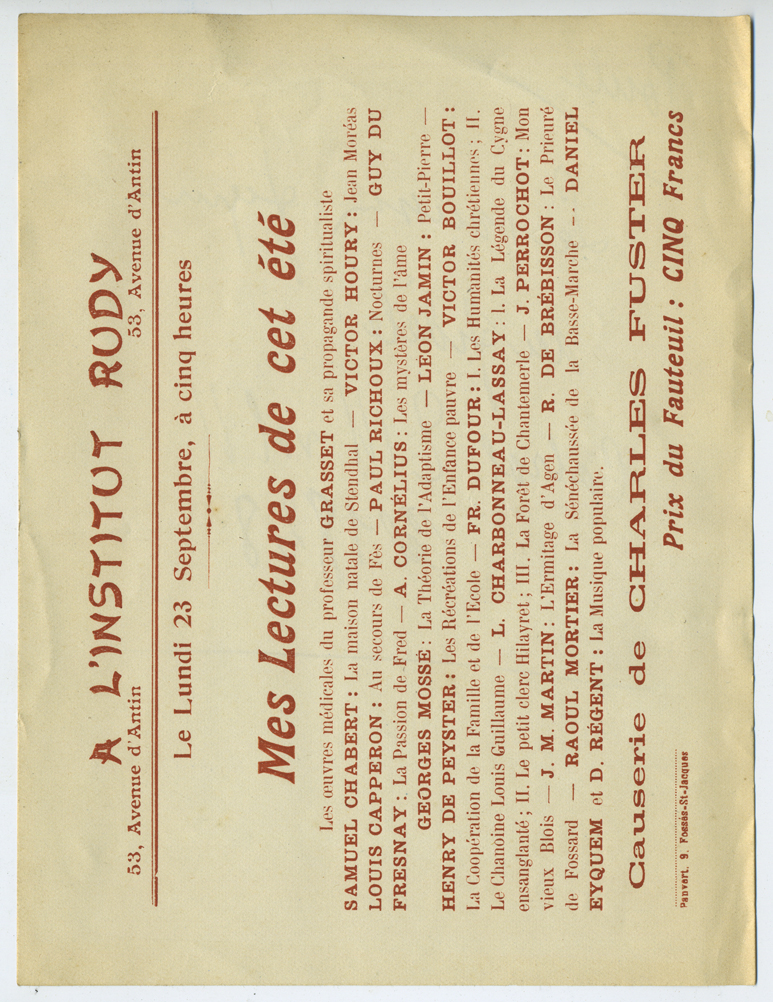 A L'INSTITUT RUDY
53, Avenue d'Antin 53, Avenue d'Antin
Le Lundi 23 Septembre, à cinq heures
Mes Lectures de cet été
Les œuvres médicales du professeur GRASSET et sa propagande spiritualiste
SAMUEL CHABERT : La maison natale de Stendhal — VICTOR HOURY : Jean Moréas
LOUIS CAPPERON : Au secours de Fès — PAUL RICHOUX : Nocturnes — GUY DU
FRESNAY : La Passion de Fred — A. CORNÉLIUS : Les mystères de l'âme
GEORGES MOSSÉ : La Théorie de l'Adaptisme — LÉON JAMIN : Petit-Pierre —
HENRY DE PEYSTER : Les Récréations de l'Enfance pauvre — VICTOR BOUILLOT :
La Coopération de la Famille et de l'Ecole — FR. DUFOUR : I. Les Humanités chrétiennes ; II.
Le Chanoine Louis Guillaume — L. CHARBONNEAU-LASSAY : I. La Légende du Cygne
ensanglanté ; II. Le petit clerc Hilayret ; III. La Forêt de Chantemerle — J. PERROCHOT : Mon
vieux Blois — J. M. MARTIN : L'Ermitage d'Agen — R. DE BRÉBISSON : Le Prieuré
de Fossard — RAOUL MORTIER : La Sénéchaussée de la Basse-Marche — DANIEL
EYQUEM et D. RÉGENT : La Musique populaire.
Causerie de CHARLES FUSTER
Prix du Fauteuil : CINQ Francs
Panvert, 9, Fossés-St-Jacques